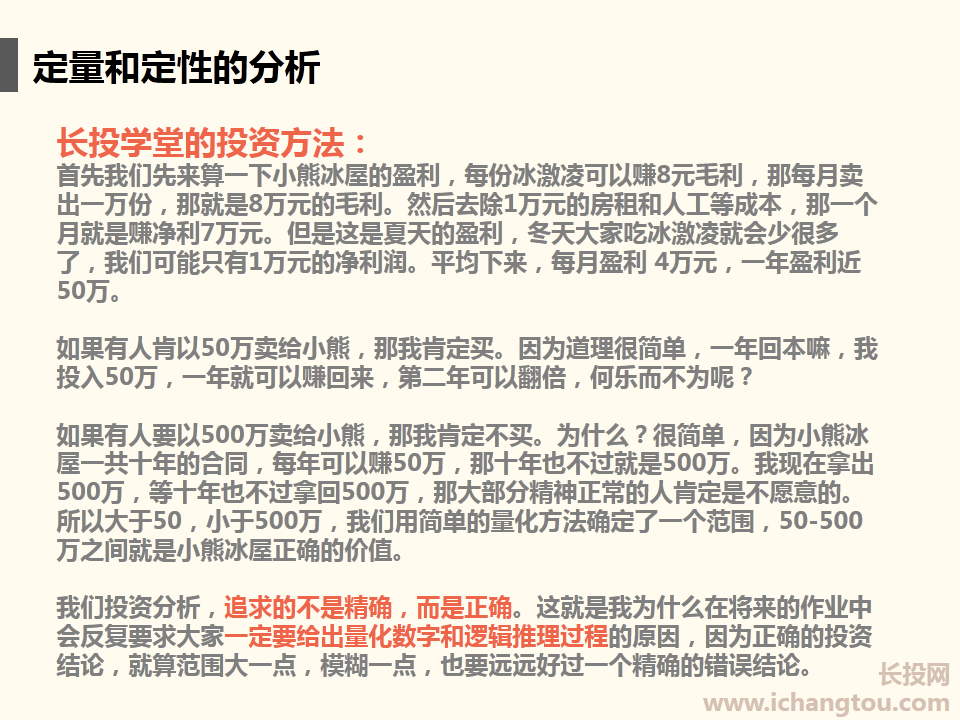 定量和定性的分析
长投学堂的投资方法：
首先我们先来算一下小熊冰屋的盈利，每份冰激凌可以赚8元毛利，那每月卖
出一万份，那就是8万元的毛利。然后去除1万元的房租和人工等成本，那一个
月就是赚净利7万元。但是这是夏天的盈利，冬天大家吃冰激凌就会少很多
了，我们可能只有1万元的净利润。平均下来，每月盈利 4万元，一年盈利近
50万。
如果有人肯以50万卖给小熊，那我肯定买。因为道理很简单，一年回本嘛，我
投入50万，一年就可以赚回来，第二年可以翻倍，何乐而不为呢？
如果有人要以500万卖给小熊，那我肯定不买。为什么？很简单，因为小熊冰
屋一共十年的合同，每年可以赚50万，那十年也不过就是500万。我现在拿出
500万，等十年也不过拿回500万，那大部分精神正常的人肯定是不愿意的。
所以大于50，小于500万，我们用简单的量化方法确定了一个范围，50-500
万之间就是小熊冰屋正确的价值。
我们投资分析，追求的不是精确，而是正确。这就是我为什么在将来的作业中
会反复要求大家一定要给出量化数字和逻辑推理过程的原因，因为正确的投资
结论，就算范围大一点，模糊一点，也要远远好过一个精确的错误结论。
长投网
www.ichangtou.com